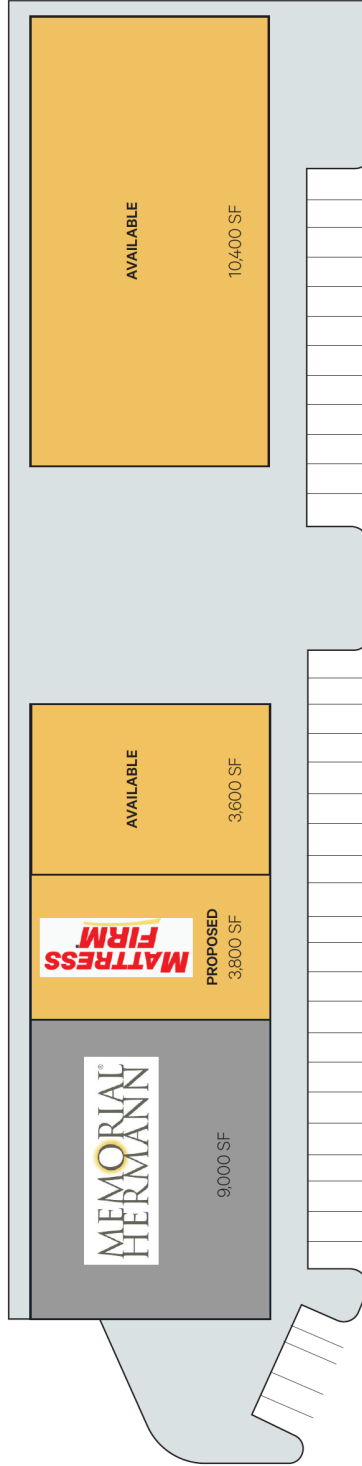 MEMORIAL®
HERMANN
9,000 SF
MATTRESS
FIRM
PROPOSED
3,800 SF
AVAILABLE
3,600 SF
AVAILABLE
10,400 SF